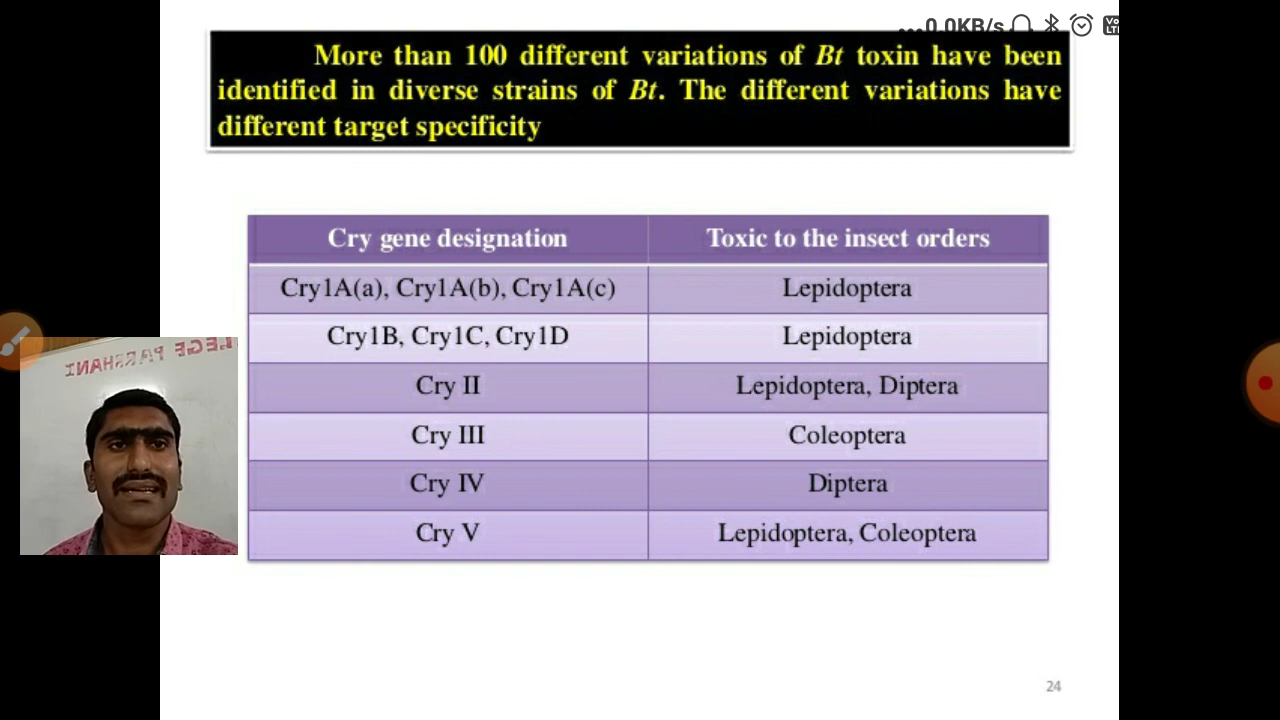 ...0.0KB/s
More than 100 different variations of Bt toxin have been
identified in diverse strains of Bt. The different variations have
different target specificity
Cry gene designation Toxic to the insect orders
Cry1A(a), Cry1A(b), Cry1A(c) Lepidoptera
Cry1B, Cry1C, Cry1D Lepidoptera
Cry II Lepidoptera, Diptera
Cry III Coleoptera
Cry IV Diptera
Cry V Lepidoptera, Coleoptera
24